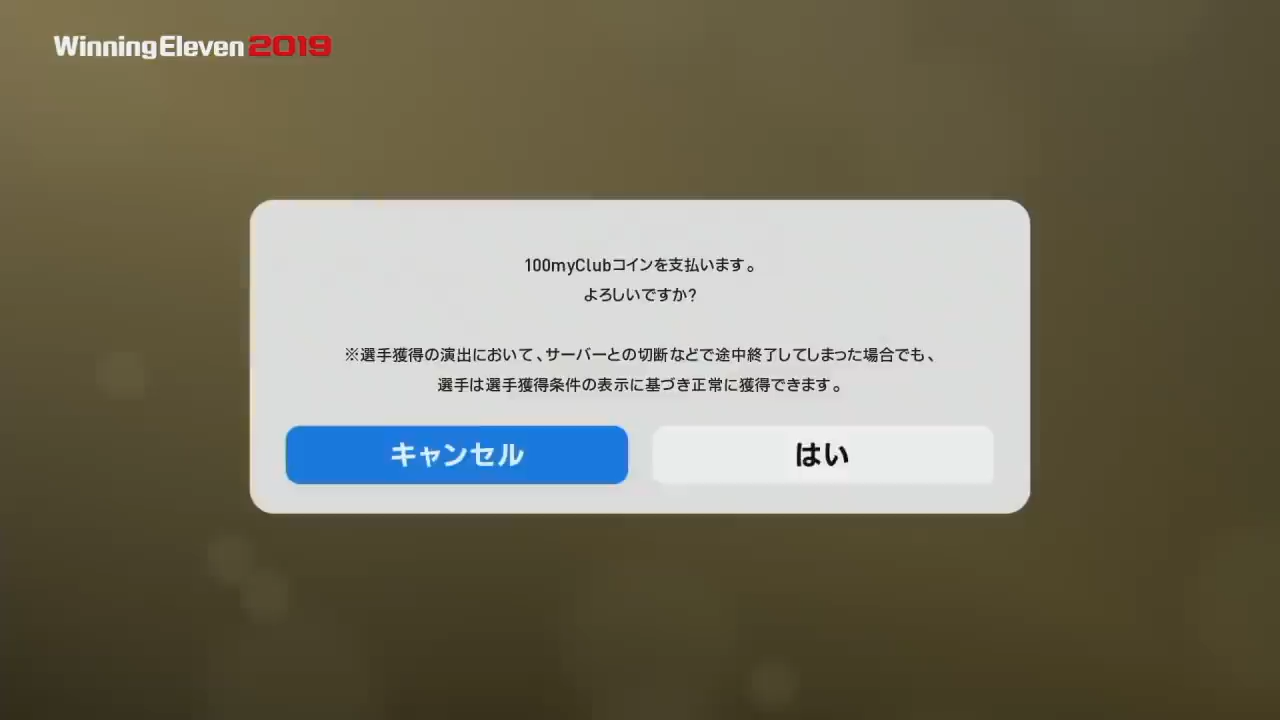 WinningEleven 2019
100myClubコインを支払います。
よろしいですか?
※選手獲得の演出において、サーバーとの切断などで途中終了してしまった場合でも、
選手は選手獲得条件の表示に基づき正常に獲得できます。
キャンセル
はい